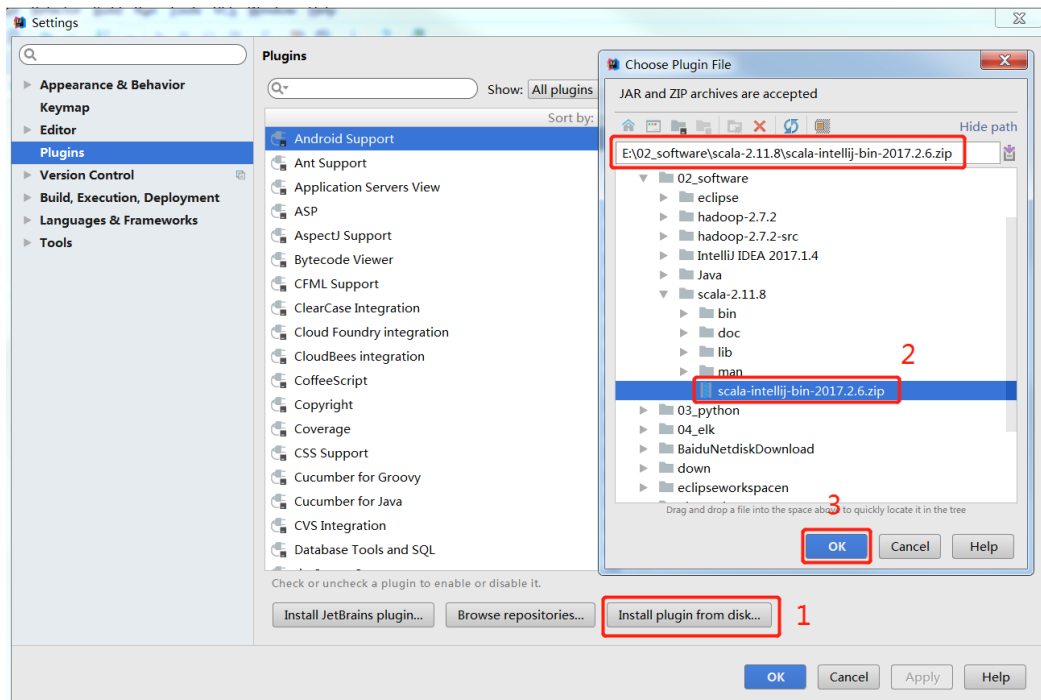 Settings
Appearance & Behavior
Keymap
Editor
Plugins
Version Control
Build, Execution, Deployment
Languages & Frameworks
Tools
Plugins
Show: All plugins
Sort by:
Android Support
Ant Support
Application Servers View
ASP
AspectJ Support
Bytecode Viewer
CFML Support
ClearCase Integration
Cloud Foundry integration
CloudBees integration
CoffeeScript
Copyright
Coverage
CSS Support
Cucumber for Groovy
Cucumber for Java
CVS Integration
Database Tools and SQL
Check or uncheck a plugin to enable or disable it.
Install JetBrains plugin... Browse repositories... Install plugin from disk... 1
Choose Plugin File
JAR and ZIP archives are accepted
Hide path
E:\02_software\scala-2.11.8\scala-intellij-bin-2017.2.6.zip
02_software
eclipse
hadoop-2.7.2
hadoop-2.7.2-src
IntelliJ IDEA 2017.1.4
Java
scala-2.11.8
bin
doc
lib
2
man
scala-intellij-bin-2017.2.6.zip
03_python
04_elk
BaiduNetdiskDownload
down
eclipseworkspacen
3
Drag and drop a file into the space above to quickly locate it in the tree
OK Cancel Help
OK Cancel Apply Help